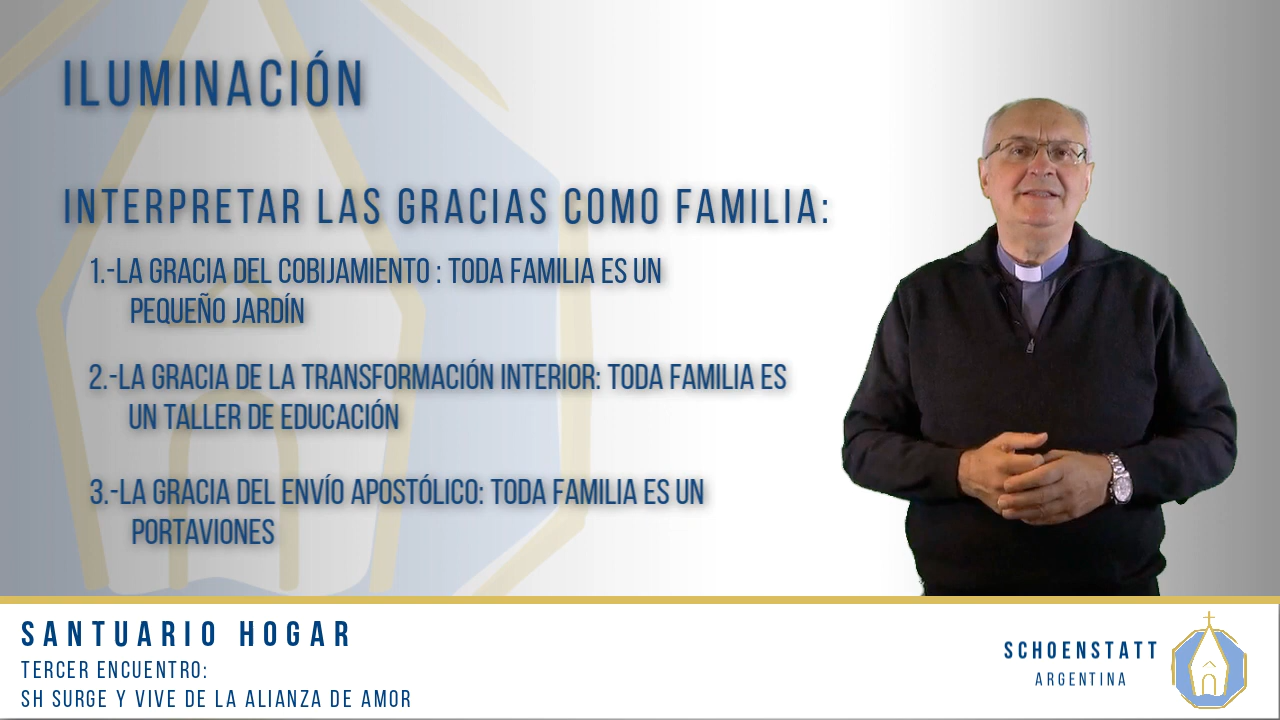 ILUMINACIÓN
INTERPRETAR LAS GRACIAS COMO FAMILIA:
1.-LA GRACIA DEL COBIJAMIENTO : TODA FAMILIA ES UN
PEQUEÑO JARDÍN
2.-LA GRACIA DE LA TRANSFORMACIÓN INTERIOR: TODA FAMILIA ES
UN TALLER DE EDUCACIÓN
3.-LA GRACIA DEL ENVÍO APOSTÓLICO: TODA FAMILIA ES UN
PORTAVIONES
SANTUARIO HOGAR
TERCER ENCUENTRO:
SH SURGE Y VIVE DE LA ALIANZA DE AMOR
SCHOENSTATT
ARGENTINA